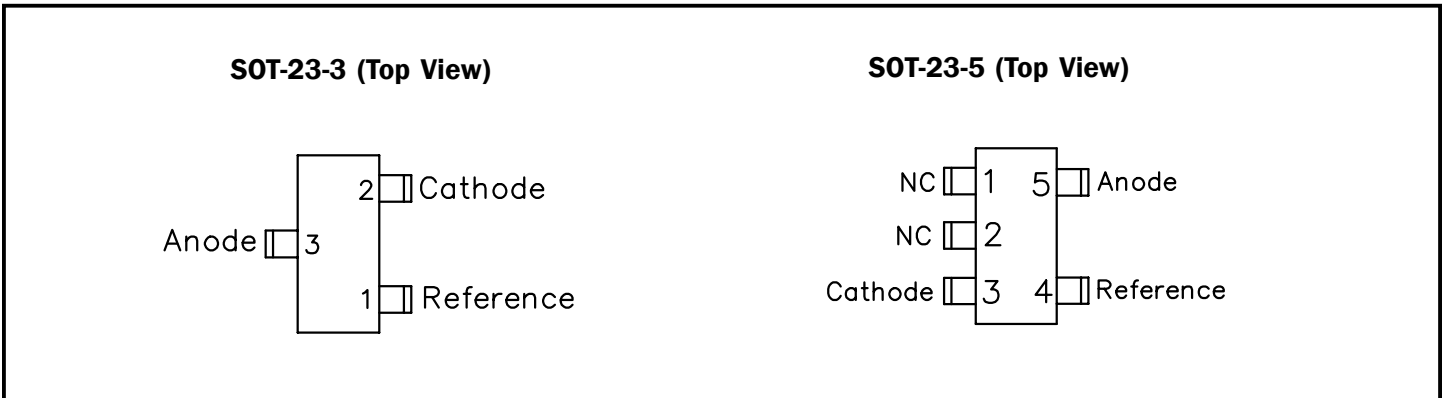 SOT-23-3 (Top View)
2 Cathode
Anode 3
1 Reference
SOT-23-5 (Top View)
NC 1 5 Anode
NC 2
Cathode 3 4 Reference